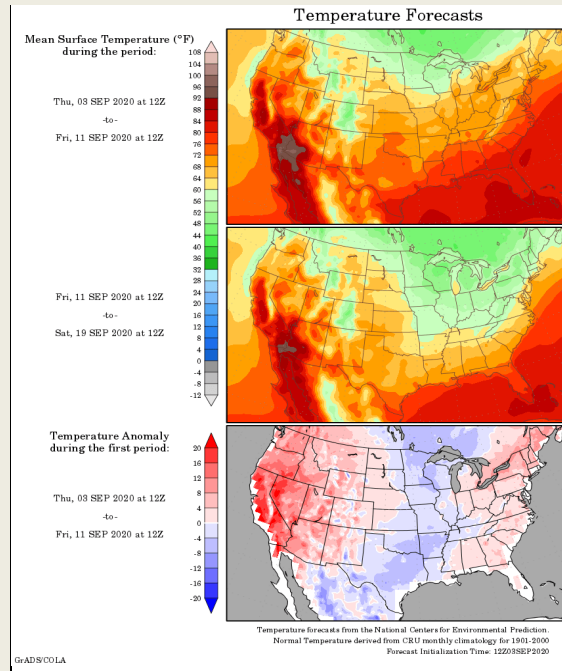 Temperature Forecasts
Mean Surface Temperature (°F)
during the period:
Thu, 03 SEP 2020 at 12Z
-to-
Fri, 11 SEP 2020 at 12Z
108
104
100
96
92
88
84
80
76
72
68
64
60
56
52
48
44
40
36
32
28
24
20
16
12
8
4
0
-4
-8
-12
Fri, 11 SEP 2020 at 12Z
-to-
Sat, 19 SEP 2020 at 12Z
Temperature Anomaly
during the first period:
Thu, 03 SEP 2020 at 12Z
-to-
Fri, 11 SEP 2020 at 12Z
20
16
12
8
4
0
-4
-8
-12
-16
-20
Temperature forecasts from the National Centers for Environmental Prediction.
Normal Temperature derived from CRU monthly climatology for 1901-2000
Forecast Initialization Time: 12Z03SEP2020
GrADS/COLA